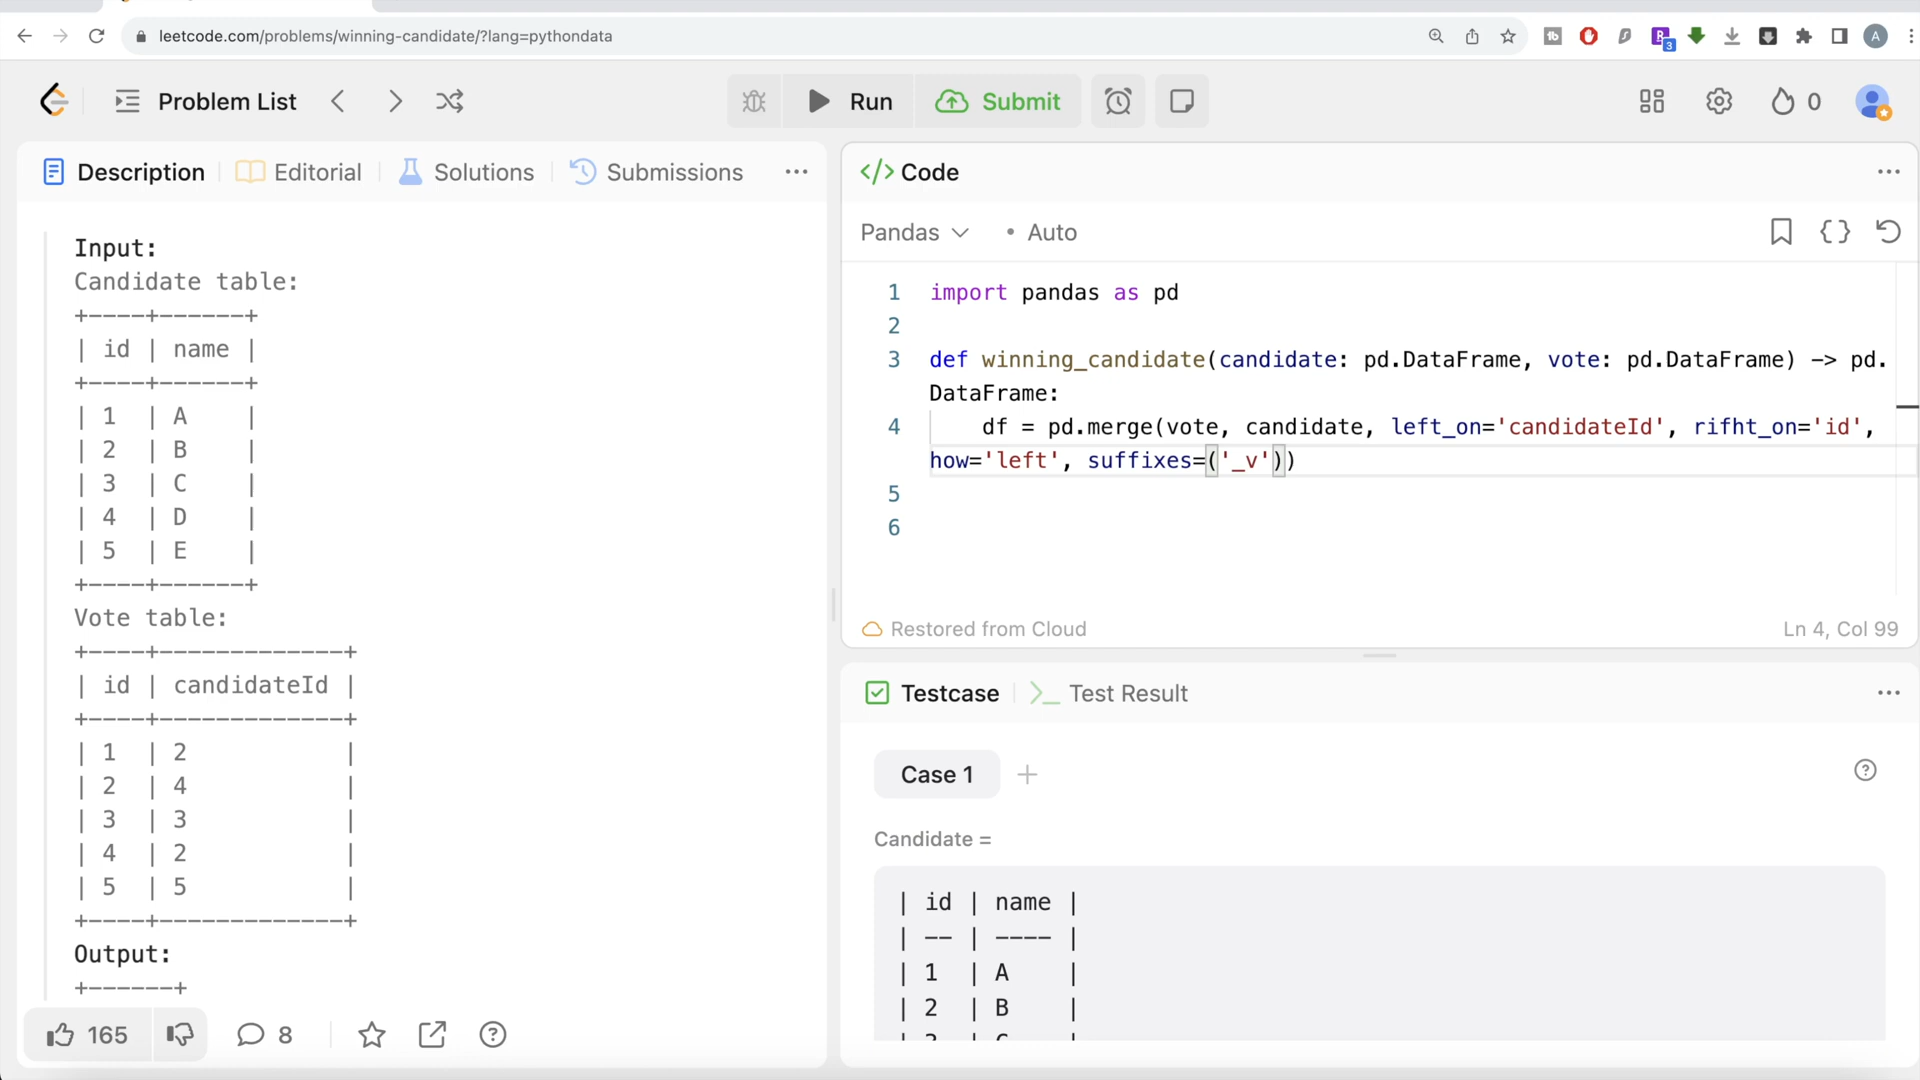 leetcode.com/problems/winning-candidate/?lang=pythondata
3
A
Problem List
Run
Submit
0
Description
Editorial
Solutions
Submissions
Input:
Candidate table:
+----+------+
| id | name |
+----+------+
| 1  | A    |
| 2  | B    |
| 3  | C    |
| 4  | D    |
| 5  | E    |
+----+------+
Vote table:
+----+-------------+
| id | candidateId |
+----+-------------+
| 1  | 2           |
| 2  | 4           |
| 3  | 3           |
| 4  | 2           |
| 5  | 5           |
+----+-------------+
Output:
+------+
165
8
</> Code
Pandas
• Auto
{}
1 import pandas as pd
2
3 def winning_candidate(candidate: pd.DataFrame, vote: pd.DataFrame) -> pd.
DataFrame:
4     df = pd.merge(vote, candidate, left_on='candidateId', rifht_on='id',
how='left', suffixes=('_v'))
5
6
Restored from Cloud
Ln 4, Col 99
Testcase
Test Result
Case 1
Candidate =
| id | name |
| -- | ---- |
| 1  | A    |
| 2  | B    |